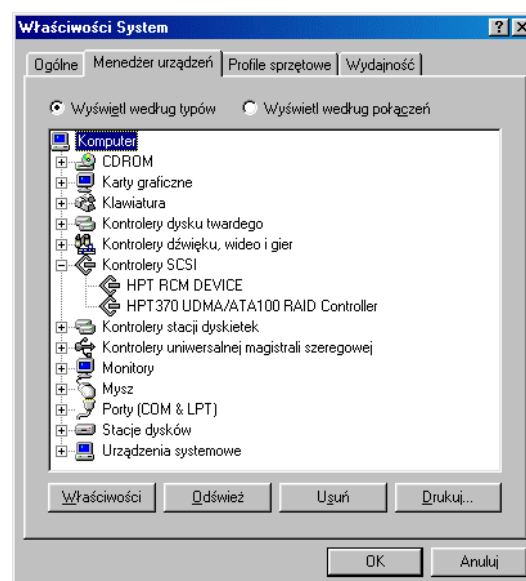 Właściwości System
Ogólne Menedżer urządzeń Profile sprzętowe Wydajność
Wyświetl według typów Wyświetl według połączeń
Komputer
CDROM
Karty graficzne
Klawiatura
Kontrolery dysku twardego
Kontrolery dźwięku, wideo i gier
Kontrolery SCSI
HPT RCM DEVICE
HPT370 UDMA/ATA100 RAID Controller
Kontrolery stacji dyskietek
Kontrolery uniwersalnej magistrali szeregowej
Monitory
Mysz
Porty (COM & LPT)
Stacje dysków
Urządzenia systemowe
Właściwości Odśwież Usuń Drukuj...
OK Anuluj